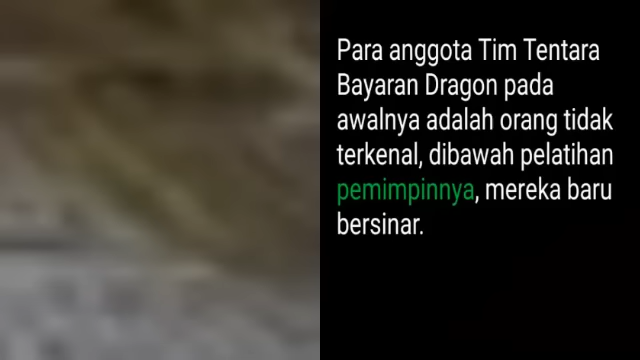 Para anggota Tim Tentara
Bayaran Dragon pada
awalnya adalah orang tidak
terkenal, dibawah pelatihan
pemimpinnya, mereka baru
bersinar.